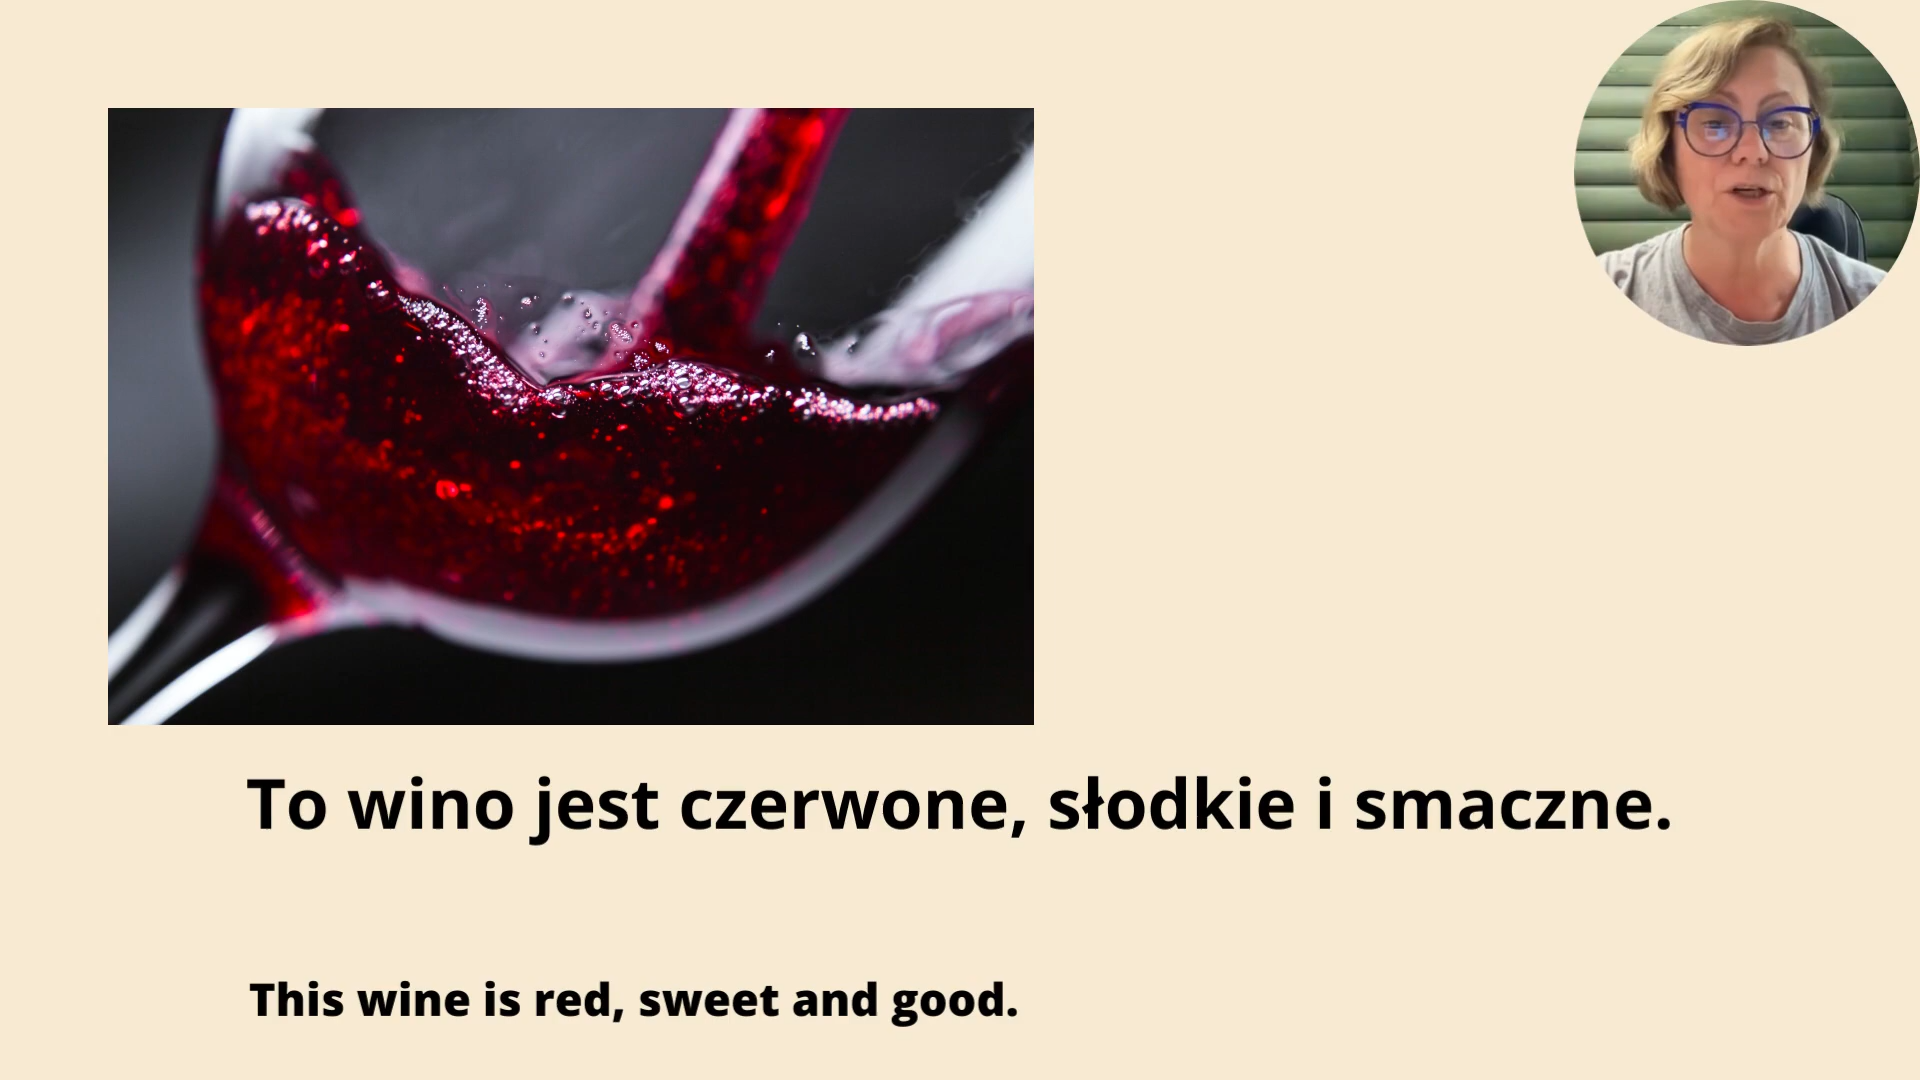 To wino jest czerwone, słodkie i smaczne.
This wine is red, sweet and good.